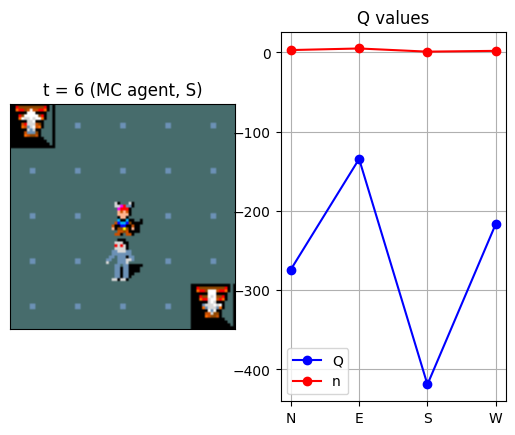 t = 6 (MC agent, S)
Q values
0
−100
−200
−300
−400
N
E
S
W
Q
n